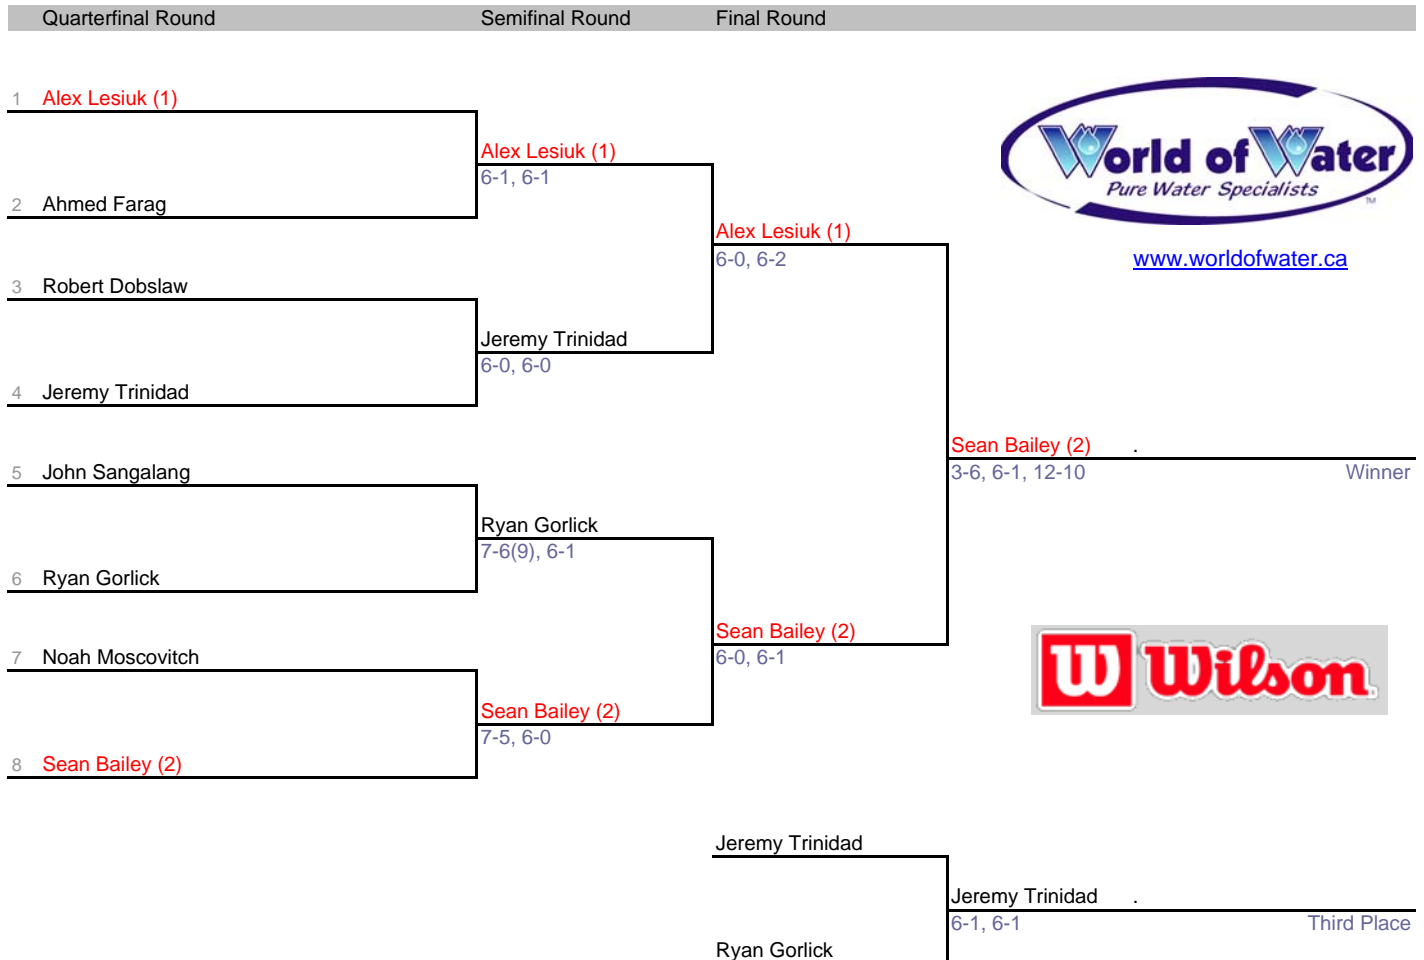 Quarterfinal Round Semifinal Round Final Round
1 Alex Lesiuk (1)
Alex Lesiuk (1)
6-1, 6-1
2 Ahmed Farag
Alex Lesiuk (1)
6-0, 6-2
3 Robert Dobslaw
Jeremy Trinidad
6-0, 6-0
4 Jeremy Trinidad
Sean Bailey (2) .
3-6, 6-1, 12-10 Winner
5 John Sangalang
Ryan Gorlick
7-6(9), 6-1
6 Ryan Gorlick
Sean Bailey (2)
6-0, 6-1
7 Noah Moscovitch
Sean Bailey (2)
7-5, 6-0
8 Sean Bailey (2)
Jeremy Trinidad
Jeremy Trinidad .
6-1, 6-1 Third Place
Ryan Gorlick
World of Water
Pure Water Specialists
TM
www.worldofwater.ca
W Wilson.